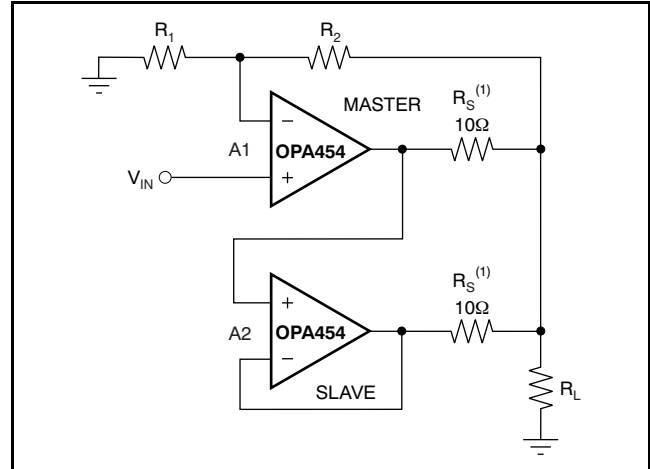 R1
R2
MASTER
RS(1)
10Ω
−
A1
OPA454
VIN
+
RS(1)
10Ω
+
A2
OPA454
−
SLAVE
RL